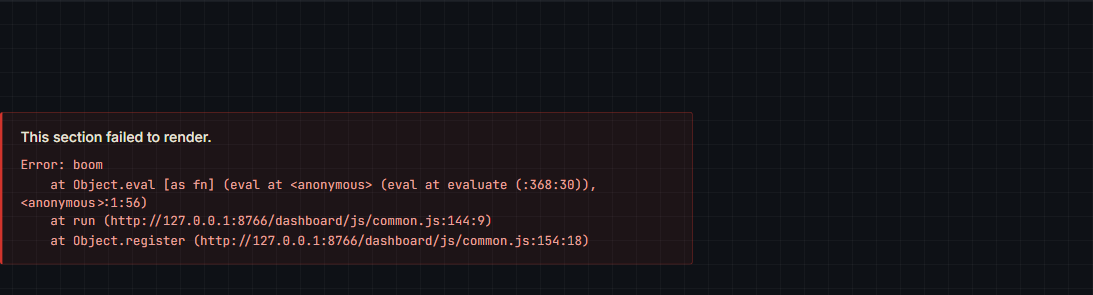 This section failed to render.
Error: boom
    at Object.eval [as fn] (eval at <anonymous> (eval at evaluate (:368:30)),
<anonymous>:1:56)
    at run (http://127.0.0.1:8766/dashboard/js/common.js:144:9)
    at Object.register (http://127.0.0.1:8766/dashboard/js/common.js:154:18)